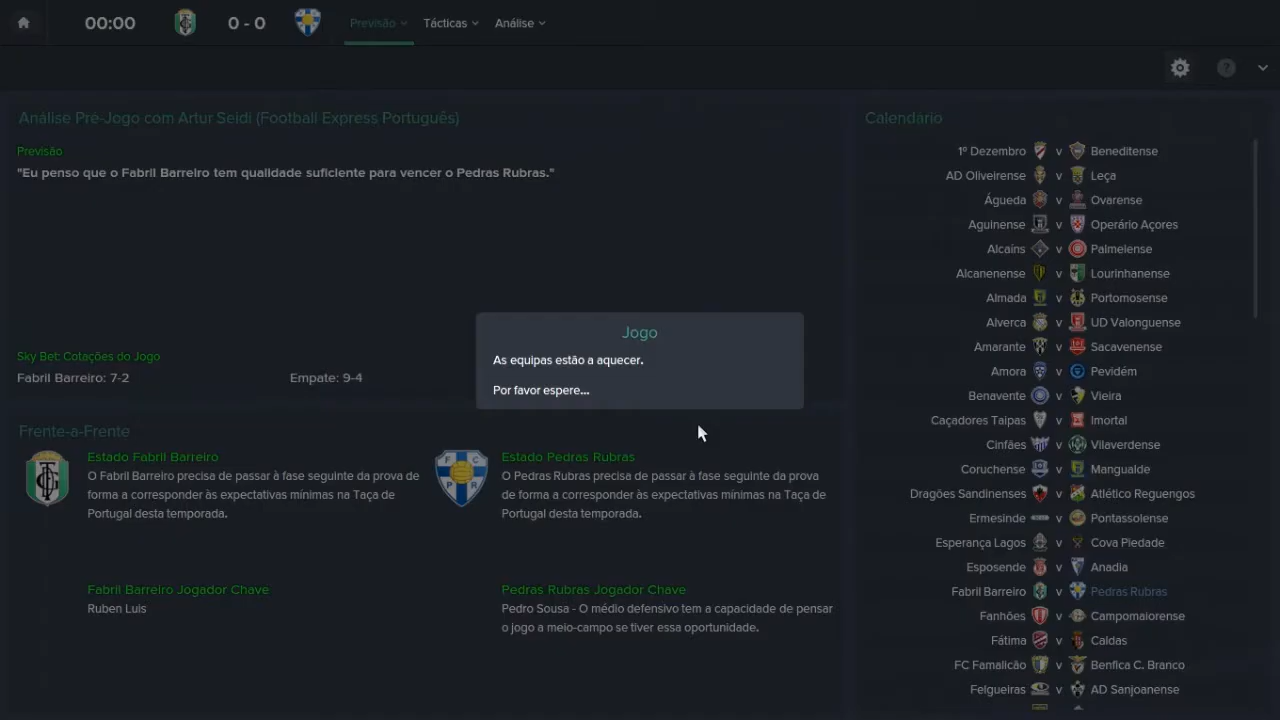 00:00
0 - 0
Previsão
Tácticas
Análise
?
Análise Pré-Jogo com Artur Seidi (Football Express Português)
Previsão
"Eu penso que o Fabril Barreiro tem qualidade suficiente para vencer o Pedras Rubras."
Jogo
As equipas estão a aquecer.
Por favor espere...
Sky Bet: Cotações do Jogo
Fabril Barreiro: 7-2
Empate: 9-4
Frente-a-Frente
Estado Fabril Barreiro
O Fabril Barreiro precisa de passar à fase seguinte da prova de
forma a corresponder às expectativas mínimas na Taça de
Portugal desta temporada.
Estado Pedras Rubras
O Pedras Rubras precisa de passar à fase seguinte da prova
de forma a corresponder às expectativas mínimas na Taça de
Portugal desta temporada.
Fabril Barreiro Jogador Chave
Ruben Luis
Pedras Rubras Jogador Chave
Pedro Sousa - O médio defensivo tem a capacidade de pensar
o jogo a meio-campo se tiver essa oportunidade.
Calendário
1º Dezembro v Beneditense
AD Oliveirense v Leça
Águeda v Ovarense
Aguinense v Operário Açores
Alcains v Palmelense
Alcanenense v Lourinhanense
Almada v Portomosense
Alverca v UD Valonguense
Amarante v Sacavenense
Amora v Pevidém
Benavente v Vieira
Caçadores Taipas v Imortal
Cinfães v Vilaverdense
Coruchense v Mangualde
Dragões Sandinenses v Atlético Reguengos
Ermesinde v Pontassolense
Esperança Lagos v Cova Piedade
Esposende v Anadia
Fabril Barreiro v Pedras Rubras
Fanhões v Campomaiorense
Fátima v Caldas
FC Famalicão v Benfica C. Branco
Felgueiras v AD Sanjoanense